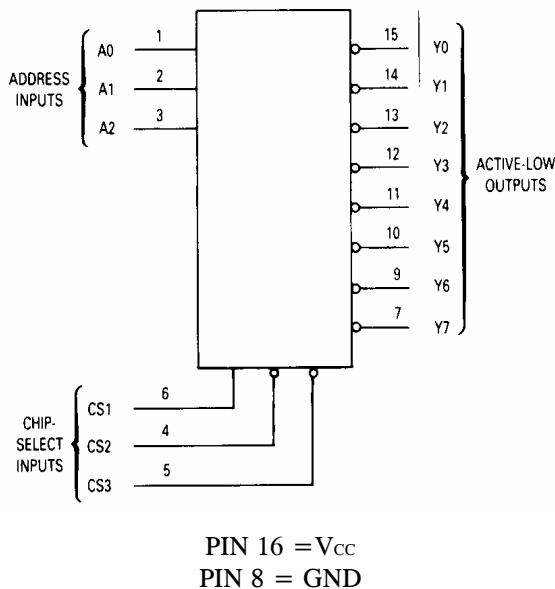 ADDRESS
INPUTS
A0 1
A1 2
A2 3
15 Y0
14 Y1
13 Y2
12 Y3
11 Y4
10 Y5
9 Y6
7 Y7
ACTIVE-LOW
OUTPUTS
CHIP-
SELECT
INPUTS
CS1 6
CS2 4
CS3 5
PIN 16 = VCC
PIN 8 = GND